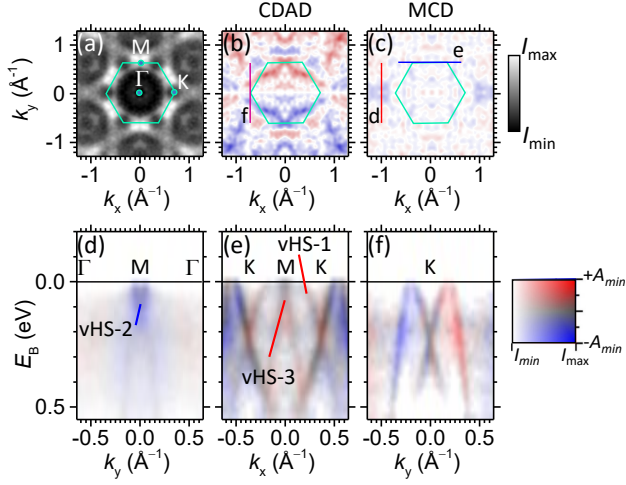 CDAD MCD
(a) M Γ K
(b) f
(c) e d
I_max
I_min
k_y (Å⁻¹)
1
0
-1
-1 0 1 -1 0 1 -1 0 1
k_x (Å⁻¹) k_x (Å⁻¹) k_x (Å⁻¹)
(d) (e) vHS-1 (f)
Γ M Γ K M K K
vHS-2
vHS-3
E_B (eV)
0.0
0.5
+A_min
-A_min
I_min I_max
-0.5 0.0 0.5 -0.5 0.0 0.5 -0.5 0.0 0.5
k_y (Å⁻¹) k_x (Å⁻¹) k_y (Å⁻¹)